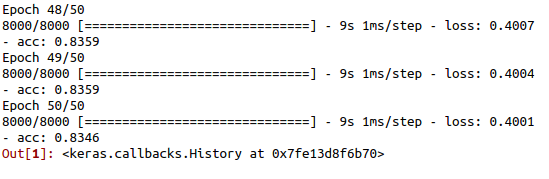 Epoch 48/50
8000/8000 [==============================] - 9s 1ms/step - loss: 0.4007
- acc: 0.8359
Epoch 49/50
8000/8000 [==============================] - 9s 1ms/step - loss: 0.4004
- acc: 0.8359
Epoch 50/50
8000/8000 [==============================] - 9s 1ms/step - loss: 0.4001
- acc: 0.8346
Out[1]: <keras.callbacks.History at 0x7fe13d8f6b70>